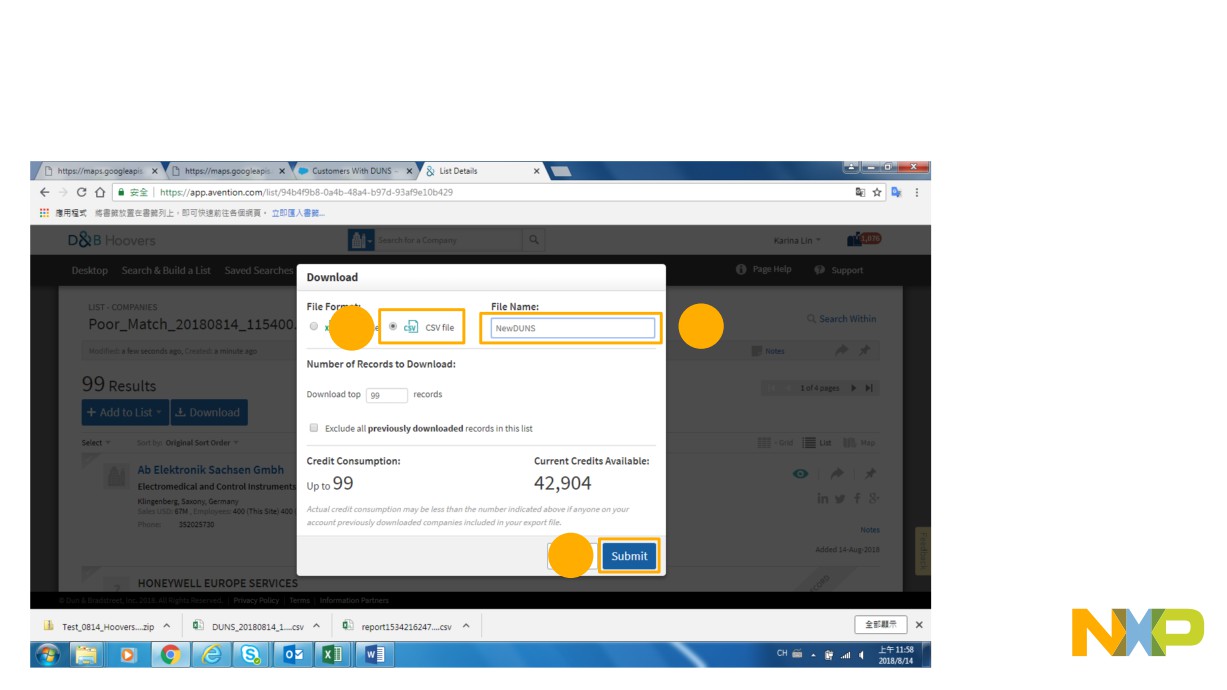 https://maps.googleapis
https://maps.googleapis
Customers With DUNS -
List Details
安全 | https://app.avention.com/list/94b4f9b8-0a4b-48a4-b97d-93af9e10b429
應用程式 將書籤放置在書籤列上，即可快速前往各個網頁。 立即匯入書籤...
D&B Hoovers
Search for a Company
Karina Lin
1,076
Desktop Search & Build a List Saved Searches
Page Help Support
Download
LIST - COMPANIES
Poor_Match_20180814_115400.
Search Within
File Format:
File Name:
CSV file
NewDUNS
Modified: a few seconds ago, Created: a minute ago
Notes
Number of Records to Download:
99 Results
1 of 4 pages
Download top 99 records
+ Add to List
Download
Exclude all previously downloaded records in this list
Select Sort by: Original Sort Order
Grid List Map
Credit Consumption:
Current Credits Available:
Up to 99
42,904
Ab Elektronik Sachsen Gmbh
Electromedical and Control Instruments
Klingenberg, Saxony, Germany
Sales USD: 67M, Employees: 400 (This Site) 400
Phone: 252025730
Actual credit consumption may be less than the number indicated above if anyone on your
account previously downloaded companies included in your export file.
Notes
Added 14-Aug-2018
Submit
Feedback
HONEYWELL EUROPE SERVICES
© Dun & Bradstreet, Inc. 2018. All Rights Reserved. | Privacy Policy | Terms | Information Partners
Test_0814_Hoovers....zip
DUNS_20180814_1....csv
report1534216247....csv
全部顯示
CH
上午 11:58
2018/8/14
NXP